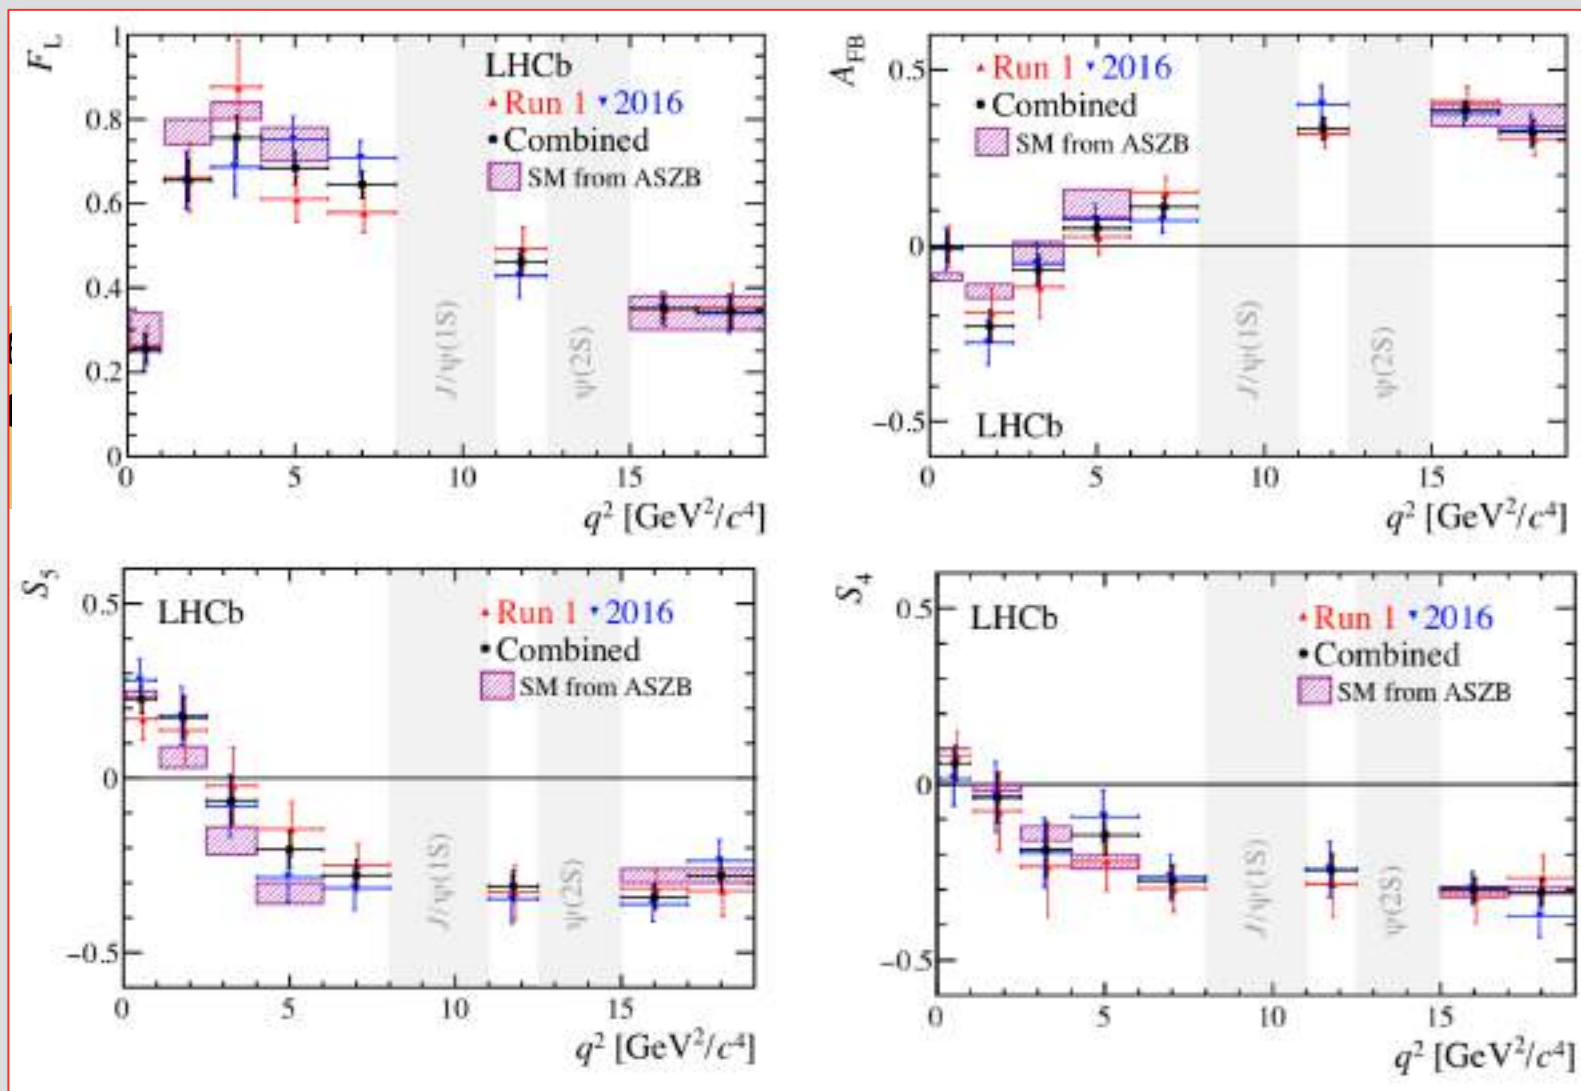 F_L
1
0.8
0.6
0.4
0.2
0
LHCb
Run 1 2016
Combined
SM from ASZB
J/ψ(1S)
ψ(2S)
0 5 10 15
q² [GeV²/c⁴]
A_FB
0.5
0
−0.5
Run 1 2016
Combined
SM from ASZB
J/ψ(1S)
ψ(2S)
LHCb
0 5 10 15
q² [GeV²/c⁴]
S_5
0.5
0
−0.5
LHCb
Run 1 2016
Combined
SM from ASZB
J/ψ(1S)
ψ(2S)
0 5 10 15
q² [GeV²/c⁴]
S_4
0.5
0
−0.5
LHCb
Run 1 2016
Combined
SM from ASZB
J/ψ(1S)
ψ(2S)
0 5 10 15
q² [GeV²/c⁴]